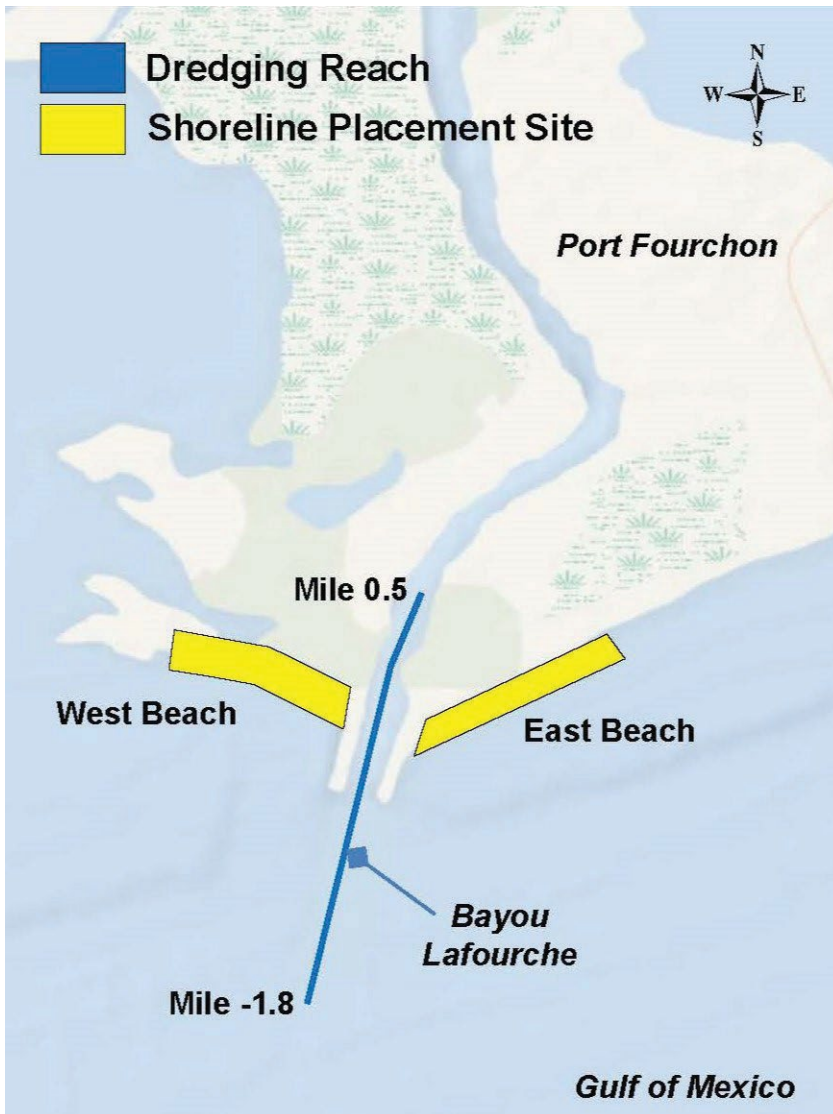 Dredging Reach
Shoreline Placement Site
N
W E
S
Port Fourchon
Mile 0.5
West Beach
East Beach
Bayou
Lafourche
Mile -1.8
Gulf of Mexico